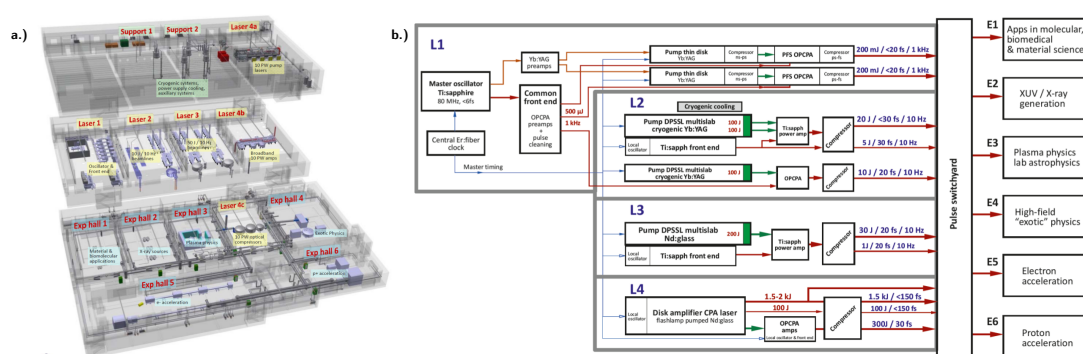 a.)
Support 1
Support 2
Laser 4a
10 PW pump
lasers
Cryogenic systems,
power supply cooling,
auxiliary systems
Laser 1
Laser 2
Laser 3
Laser 4b
Oscillator &
Front end
Broadband
10 PW amps
Exp hall 1
Exp hall 2
Exp hall 3
Laser 4c
Exp hall 4
Material &
biomolecular
applications
X-ray sources
Plasma physics
10 PW optical
compressors
Exotic Physics
Exp hall 6
p+ acceleration
Exp hall 5
e- acceleration
b.)
L1
Master oscillator
Ti:sapphire
80 MHz, <6fs
Yb:YAG
preamps
Common
front end
OPCPA
preamps
+
pulse
cleaning
500 µJ
1 kHz
Central Er:fiber
clock
Master timing
Pump thin disk
Yb:YAG
Compressor
ns-ps
PFS OPCPA
Compressor
ps-fs
200 mJ / <20 fs / 1 kHz
Pump thin disk
Yb:YAG
Compressor
ns-ps
PFS OPCPA
Compressor
ps-fs
200 mJ / <20 fs / 1 kHz
L2
Cryogenic cooling
Pump DPSSL multislab
cryogenic Yb:YAG
100 J
100 J
Local
oscillator
Ti:sapph front end
Ti:sapph
power amp
Compressor
20 J / <30 fs / 10 Hz
5 J / 30 fs / 10 Hz
Pump DPSSL multislab
cryogenic Yb:YAG
100 J
Local
oscillator
OPCPA
Compressor
10 J / 20 fs / 10 Hz
L3
Pump DPSSL multislab
Nd:glass
200 J
Local
oscillator
Ti:sapph front end
Ti:sapph
power amp
Compressor
30 J / 20 fs / 10 Hz
1J / 20 fs / 10 Hz
L4
Local
oscillator
Disk amplifier CPA laser
flashlamp pumped Nd:glass
1.5-2 kJ
100 J
OPCPA
amps
Local oscillator & front end
Compressor
1.5 kJ / <150 fs
100 J / <150 fs
300J / 30 fs
Pulse switchyard
E1
Apps in molecular,
biomedical
& material science
E2
XUV / X-ray
generation
E3
Plasma physics
lab astrophysics
E4
High-field
“exotic” physics
E5
Electron
acceleration
E6
Proton
acceleration